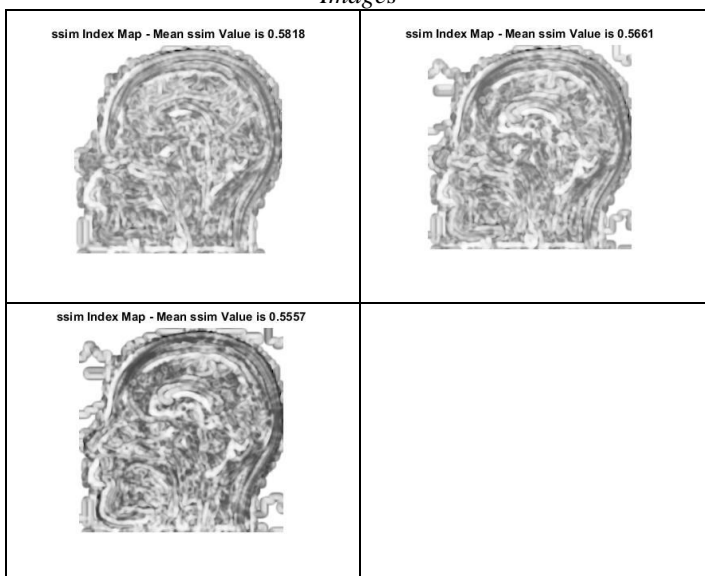 Images
ssim Index Map - Mean ssim Value is 0.5818
ssim Index Map - Mean ssim Value is 0.5661
ssim Index Map - Mean ssim Value is 0.5557